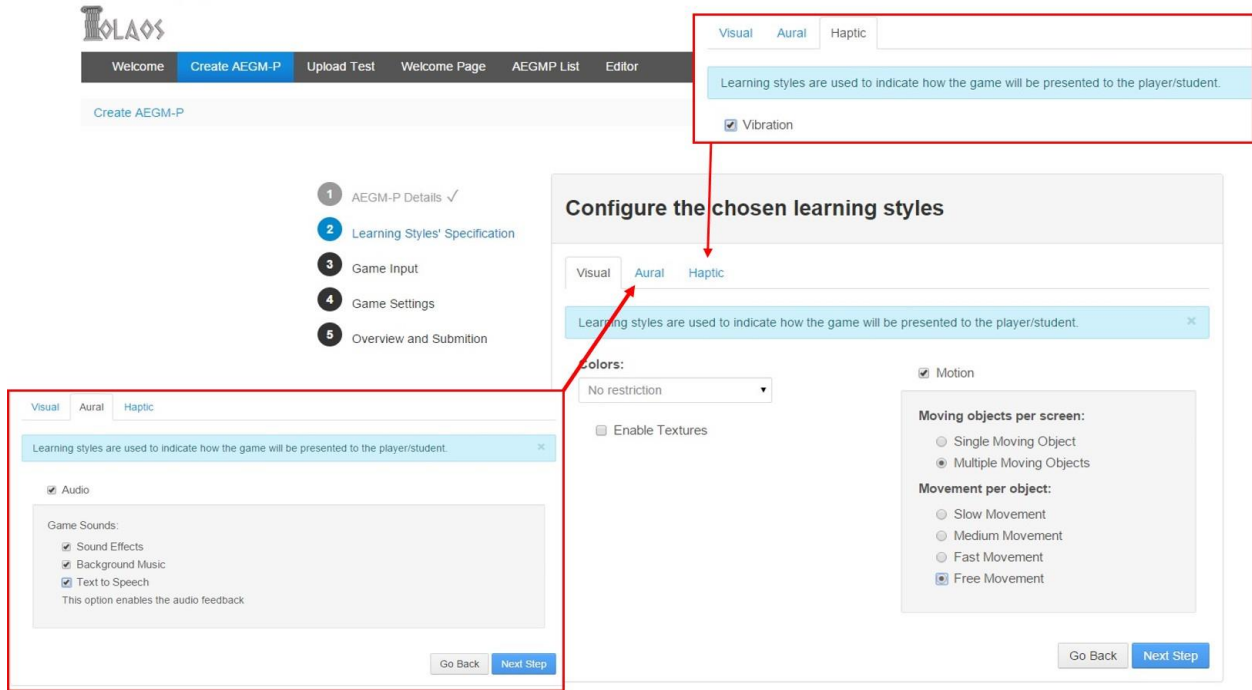 IOLAOS
Welcome Create AEGM-P Upload Test Welcome Page AEGMP List Editor
Create AEGM-P
Visual Aural Haptic
Learning styles are used to indicate how the game will be presented to the player/student.
Vibration
1 AEGM-P Details ✓
2 Learning Styles' Specification
3 Game Input
4 Game Settings
5 Overview and Submition
Configure the chosen learning styles
Visual Aural Haptic
Learning styles are used to indicate how the game will be presented to the player/student. ×
Colors:
No restriction
Enable Textures
Motion
Moving objects per screen:
Single Moving Object
Multiple Moving Objects
Movement per object:
Slow Movement
Medium Movement
Fast Movement
Free Movement
Go Back Next Step
Visual Aural Haptic
Learning styles are used to indicate how the game will be presented to the player/student. ×
Audio
Game Sounds:
Sound Effects
Background Music
Text to Speech
This option enables the audio feedback
Go Back Next Step